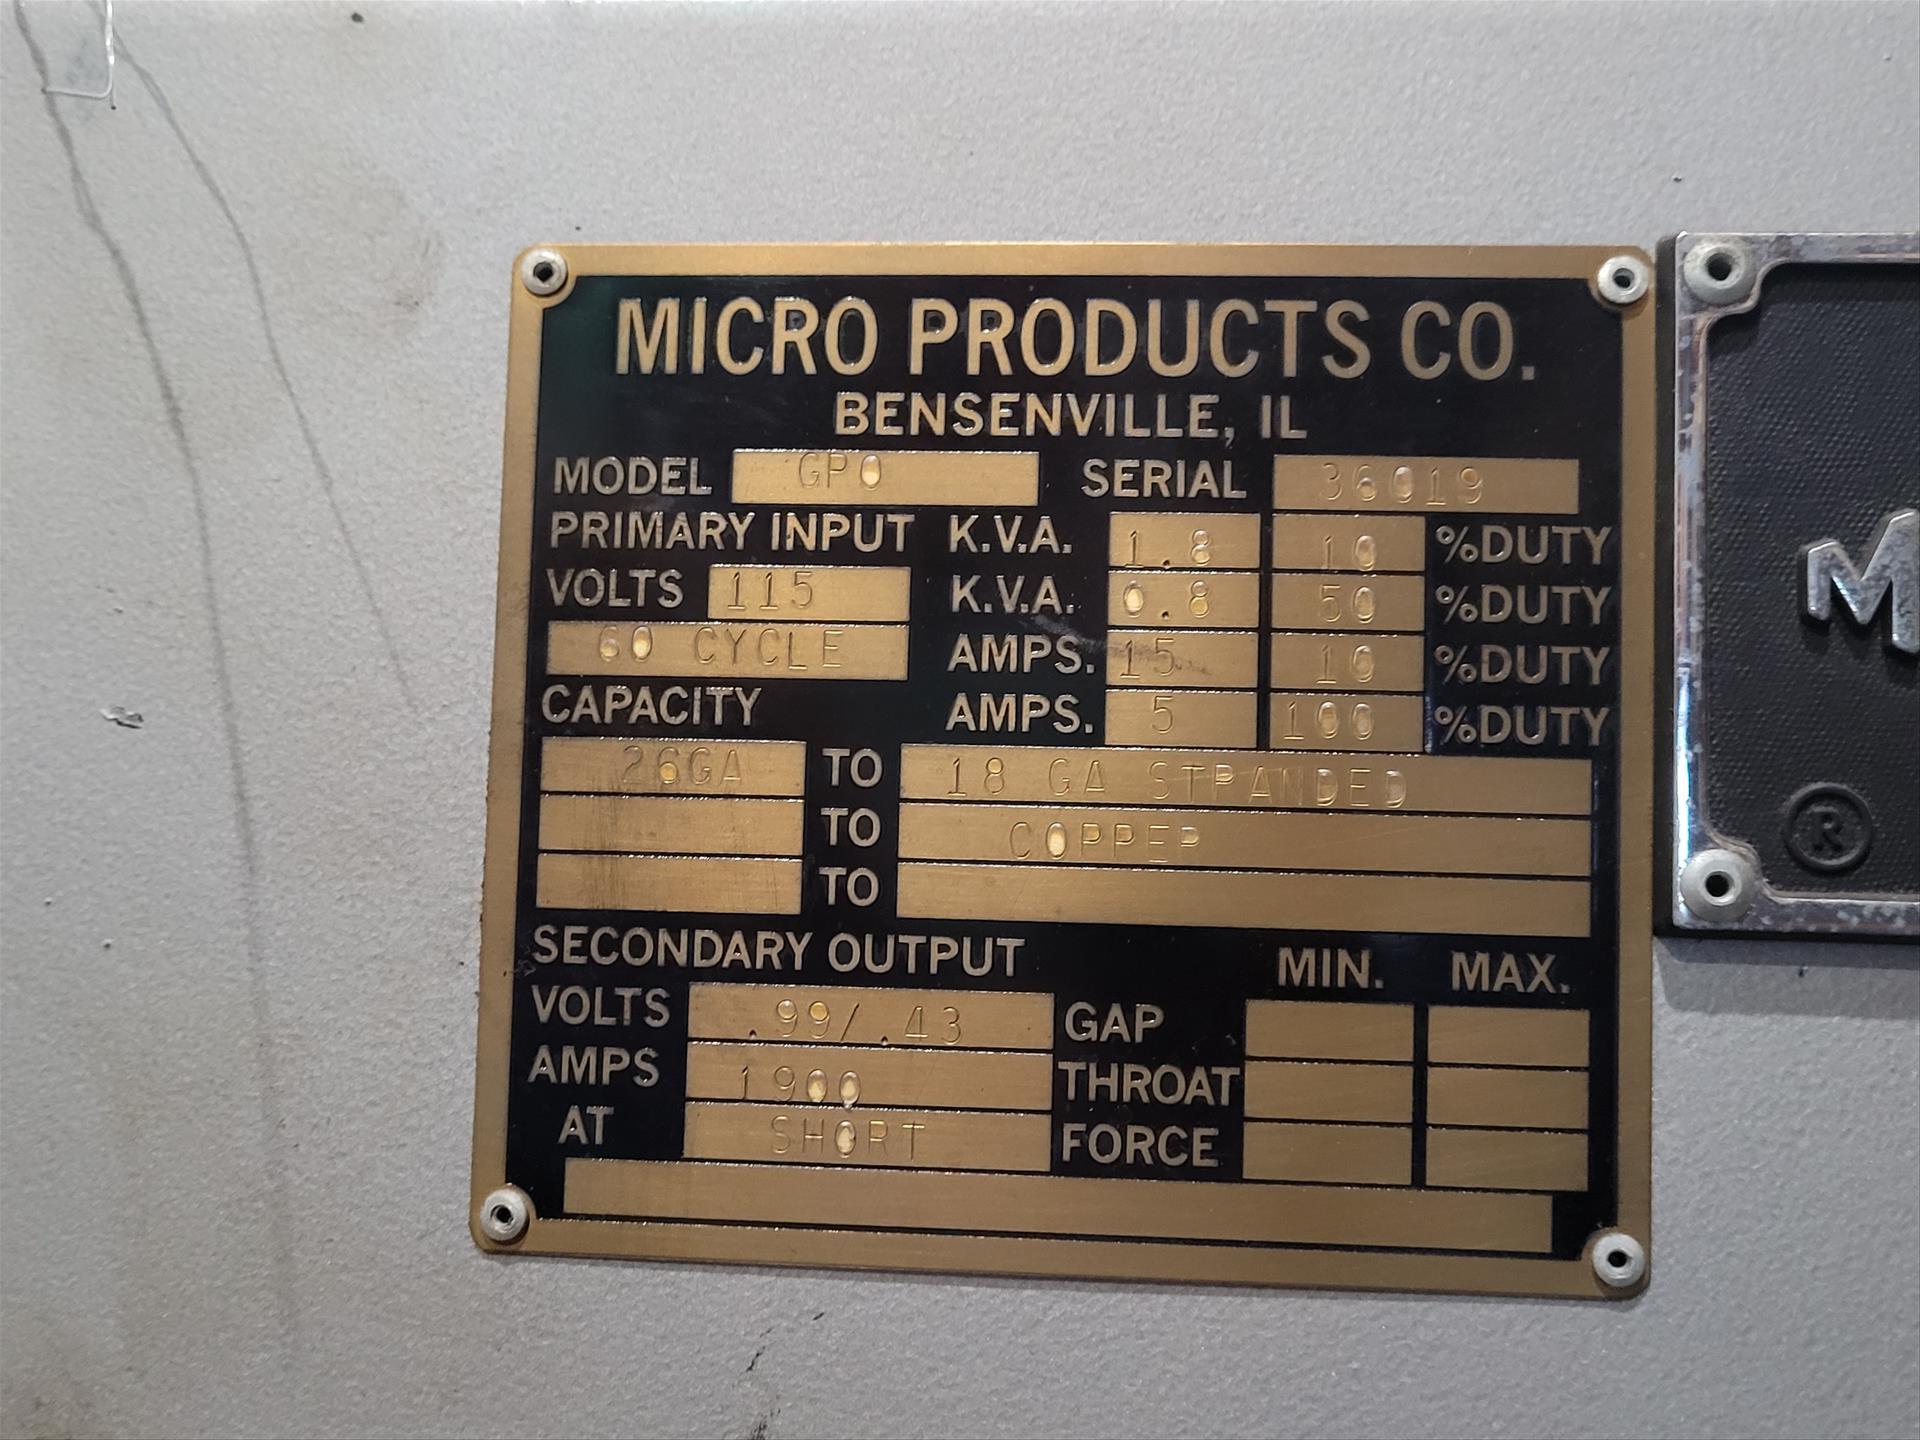 MICRO PRODUCTS CO.
BENSENVILLE, IL
MODEL GPO SERIAL 36019
PRIMARY INPUT K.V.A. 1.8 10 %DUTY
VOLTS 115 K.V.A. 0.8 50 %DUTY
60 CYCLE AMPS. 15 10 %DUTY
CAPACITY AMPS. 5 100 %DUTY
26GA TO 18 GA STRANDED
TO COPPER
TO
SECONDARY OUTPUT MIN. MAX.
VOLTS .99/.43 GAP
AMPS 1900 THROAT
AT SHORT FORCE
M
®